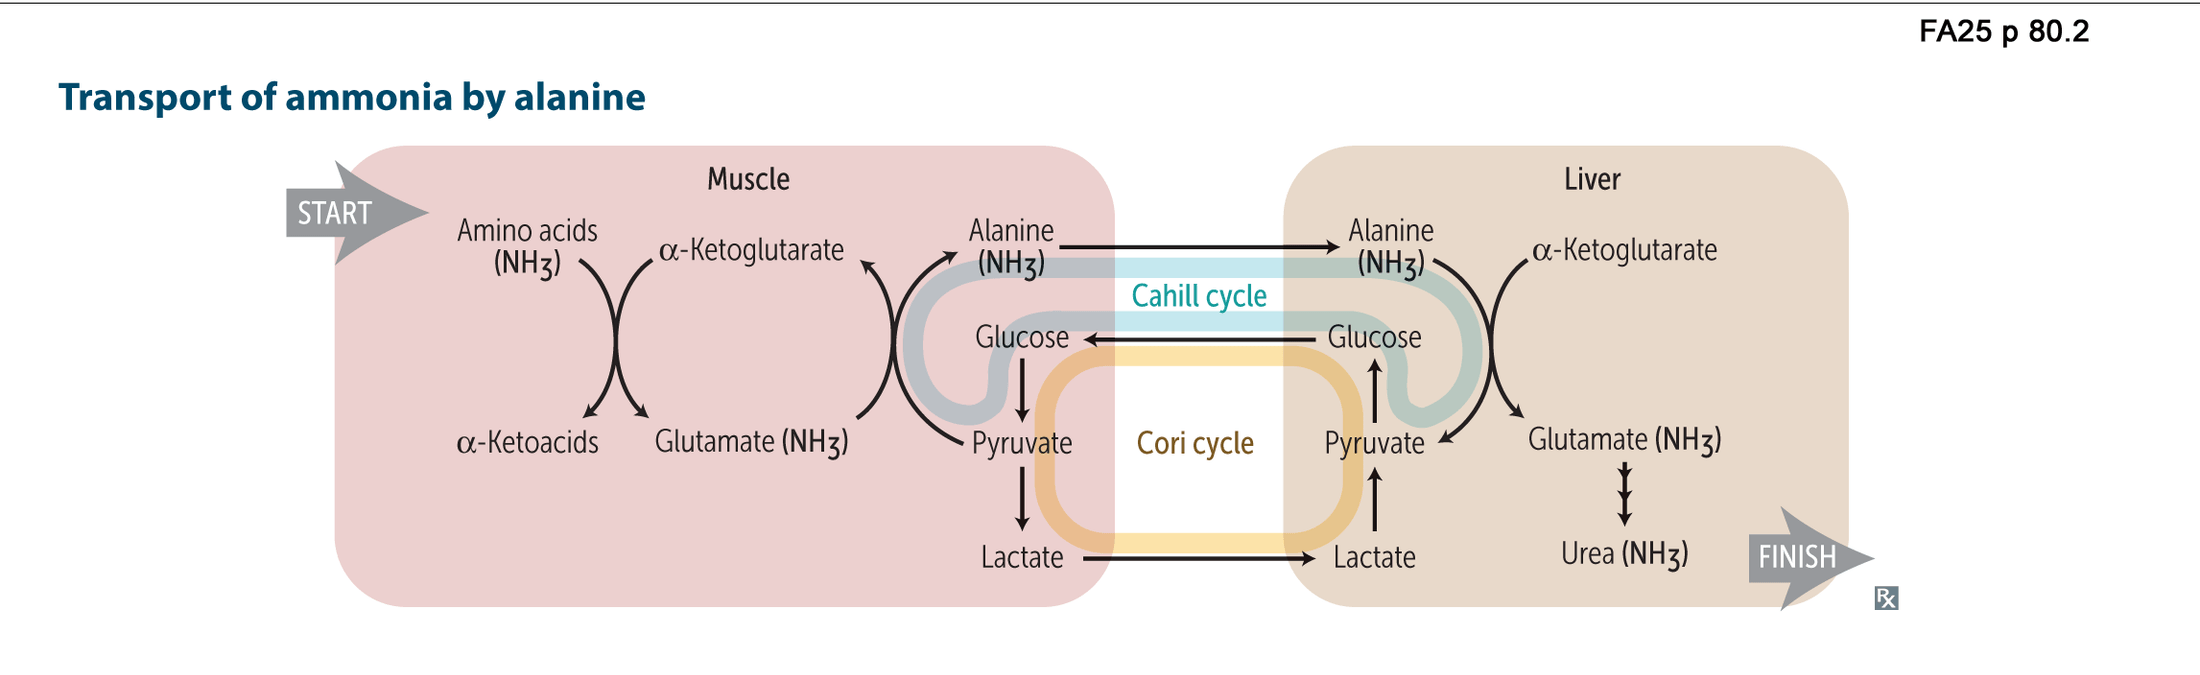 FA25 p 80.2
Transport of ammonia by alanine
Muscle
Liver
START
Amino acids
(NH3)
α-Ketoglutarate
Alanine
(NH3)
Alanine
(NH3)
α-Ketoglutarate
Cahill cycle
Glucose
Glucose
α-Ketoacids
Glutamate (NH3)
Pyruvate
Cori cycle
Pyruvate
Glutamate (NH3)
Lactate
Lactate
Urea (NH3)
FINISH
Rx